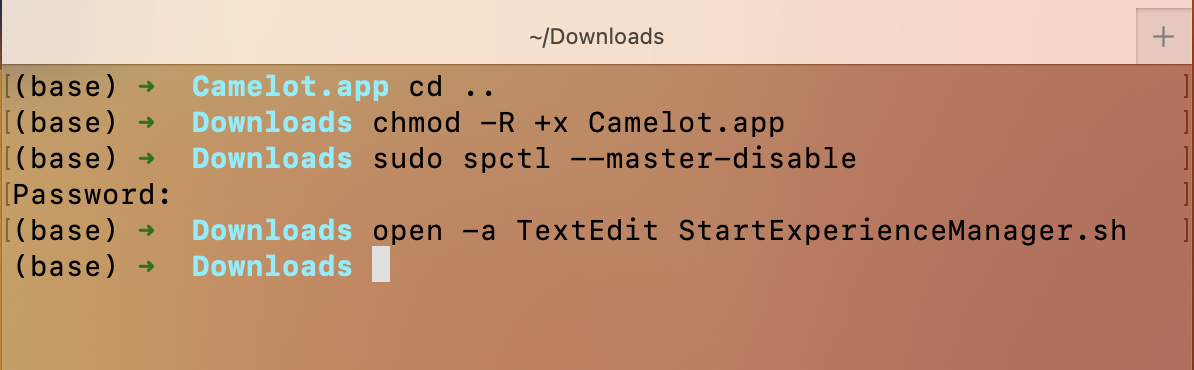 ~/Downloads
+
[(base) ➜  Camelot.app cd ..]
[(base) ➜  Downloads chmod -R +x Camelot.app]
[(base) ➜  Downloads sudo spctl --master-disable]
[Password:]
[(base) ➜  Downloads open -a TextEdit StartExperienceManager.sh]
(base) ➜  Downloads